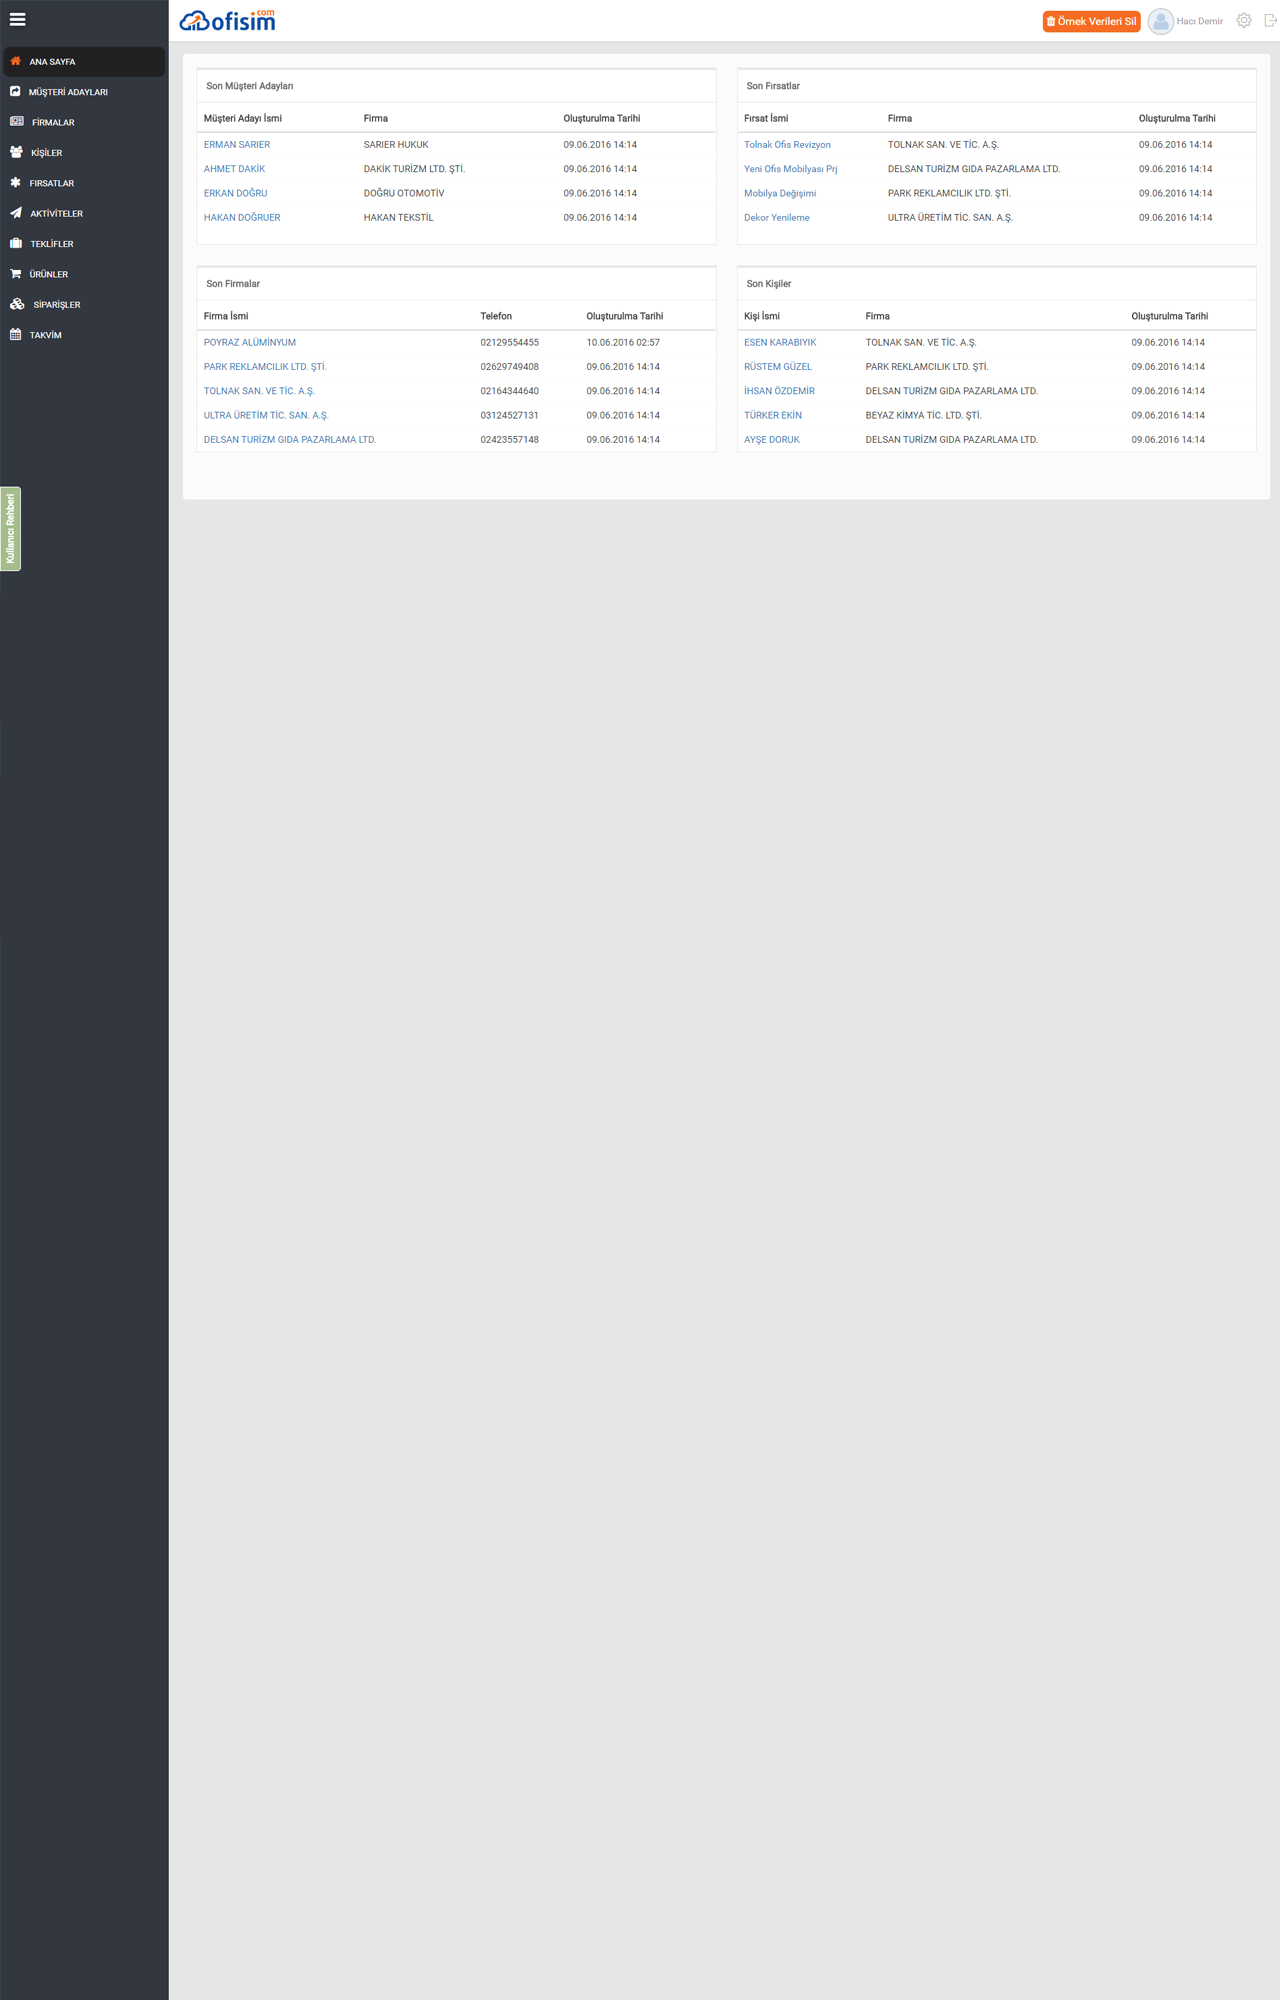 ofisim
com
Örnek Verileri Sil
Hacı Demir
ANA SAYFA
MÜŞTERİ ADAYLARI
FİRMALAR
KİŞİLER
FIRSATLAR
AKTİVİTELER
TEKLİFLER
ÜRÜNLER
SİPARİŞLER
TAKVİM
Kullanıcı Rehberi
Son Müşteri Adayları
Müşteri Adayı İsmi Firma Oluşturulma Tarihi
ERMAN SARIER SARIER HUKUK 09.06.2016 14:14
AHMET DAKİK DAKİK TURİZM LTD. ŞTİ. 09.06.2016 14:14
ERKAN DOĞRU DOĞRU OTOMOTİV 09.06.2016 14:14
HAKAN DOĞRUER HAKAN TEKSTİL 09.06.2016 14:14
Son Fırsatlar
Fırsat İsmi Firma Oluşturulma Tarihi
Tolnak Ofis Revizyon TOLNAK SAN. VE TİC. A.Ş. 09.06.2016 14:14
Yeni Ofis Mobilyası Prj DELSAN TURİZM GIDA PAZARLAMA LTD. 09.06.2016 14:14
Mobilya Değişimi PARK REKLAMCILIK LTD. ŞTİ. 09.06.2016 14:14
Dekor Yenileme ULTRA ÜRETİM TİC. SAN. A.Ş. 09.06.2016 14:14
Son Firmalar
Firma İsmi Telefon Oluşturulma Tarihi
POYRAZ ALÜMİNYUM 02129554455 10.06.2016 02:57
PARK REKLAMCILIK LTD. ŞTİ. 02629749408 09.06.2016 14:14
TOLNAK SAN. VE TİC. A.Ş. 02164344640 09.06.2016 14:14
ULTRA ÜRETİM TİC. SAN. A.Ş. 03124527131 09.06.2016 14:14
DELSAN TURİZM GIDA PAZARLAMA LTD. 02423557148 09.06.2016 14:14
Son Kişiler
Kişi İsmi Firma Oluşturulma Tarihi
ESEN KARABIYIK TOLNAK SAN. VE TİC. A.Ş. 09.06.2016 14:14
RÜSTEM GÜZEL PARK REKLAMCILIK LTD. ŞTİ. 09.06.2016 14:14
İHSAN ÖZDEMİR DELSAN TURİZM GIDA PAZARLAMA LTD. 09.06.2016 14:14
TÜRKER EKİN BEYAZ KİMYA TİC. LTD. ŞTİ. 09.06.2016 14:14
AYŞE DORUK DELSAN TURİZM GIDA PAZARLAMA LTD. 09.06.2016 14:14